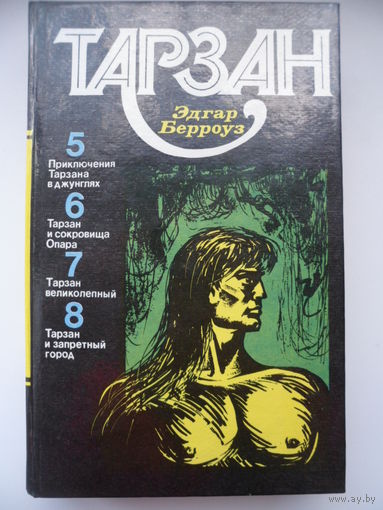 ТАРЗАН
Эдгар
Берроуз
5
Приключения
Тарзана
в джунглях
6
Тарзан
и сокровища
Опара
7
Тарзан
великолепный
8
Тарзан
и запретный
город
www.ay.by